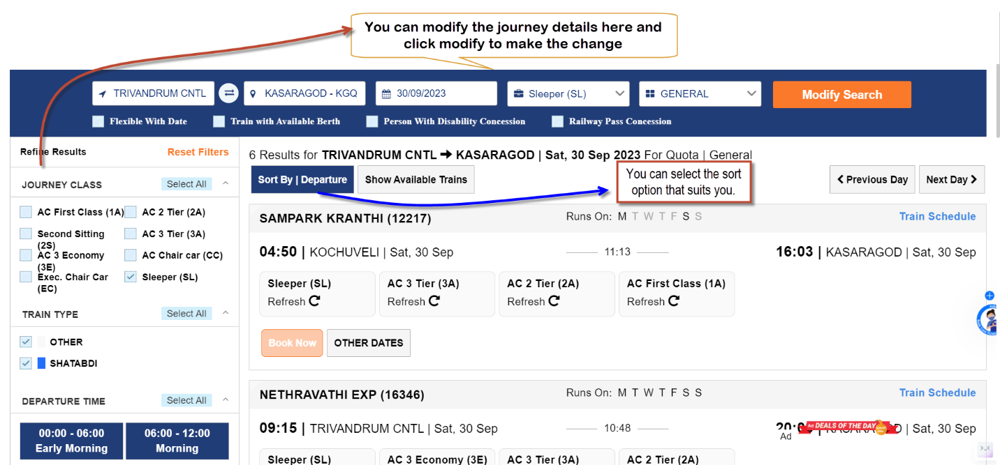 You can modify the journey details here and
click modify to make the change
TRIVANDRUM CNTL
KASARAGOD - KGQ
30/09/2023
Sleeper (SL)
GENERAL
Modify Search
Flexible With Date
Train with Available Berth
Person With Disability Concession
Railway Pass Concession
Refine Results
Reset Filters
JOURNEY CLASS
Select All
AC First Class (1A)
AC 2 Tier (2A)
Second Sitting
(2S)
AC 3 Tier (3A)
AC 3 Economy
(3E)
AC Chair car (CC)
Exec. Chair Car
(EC)
Sleeper (SL)
TRAIN TYPE
Select All
OTHER
SHATABDI
DEPARTURE TIME
Select All
00:00 - 06:00
Early Morning
06:00 - 12:00
Morning
6 Results for TRIVANDRUM CNTL ➔ KASARAGOD | Sat, 30 Sep 2023 For Quota | General
Sort By | Departure
Show Available Trains
You can select the sort
option that suits you.
Previous Day
Next Day
SAMPARK KRANTHI (12217)
Runs On: M T W T F S S
Train Schedule
04:50 | KOCHUVELI | Sat, 30 Sep
11:13
16:03 | KASARAGOD | Sat, 30 Sep
Sleeper (SL)
Refresh
AC 3 Tier (3A)
Refresh
AC 2 Tier (2A)
Refresh
AC First Class (1A)
Refresh
Book Now
OTHER DATES
NETHRAVATHI EXP (16346)
Runs On: M T W T F S S
Train Schedule
09:15 | TRIVANDRUM CNTL | Sat, 30 Sep
10:48
| Sat, 30 Sep
Ad DEALS OF THE DAY
Ad
Sleeper (SL)
AC 3 Economy (3E)
AC 3 Tier (3A)
AC 2 Tier (2A)